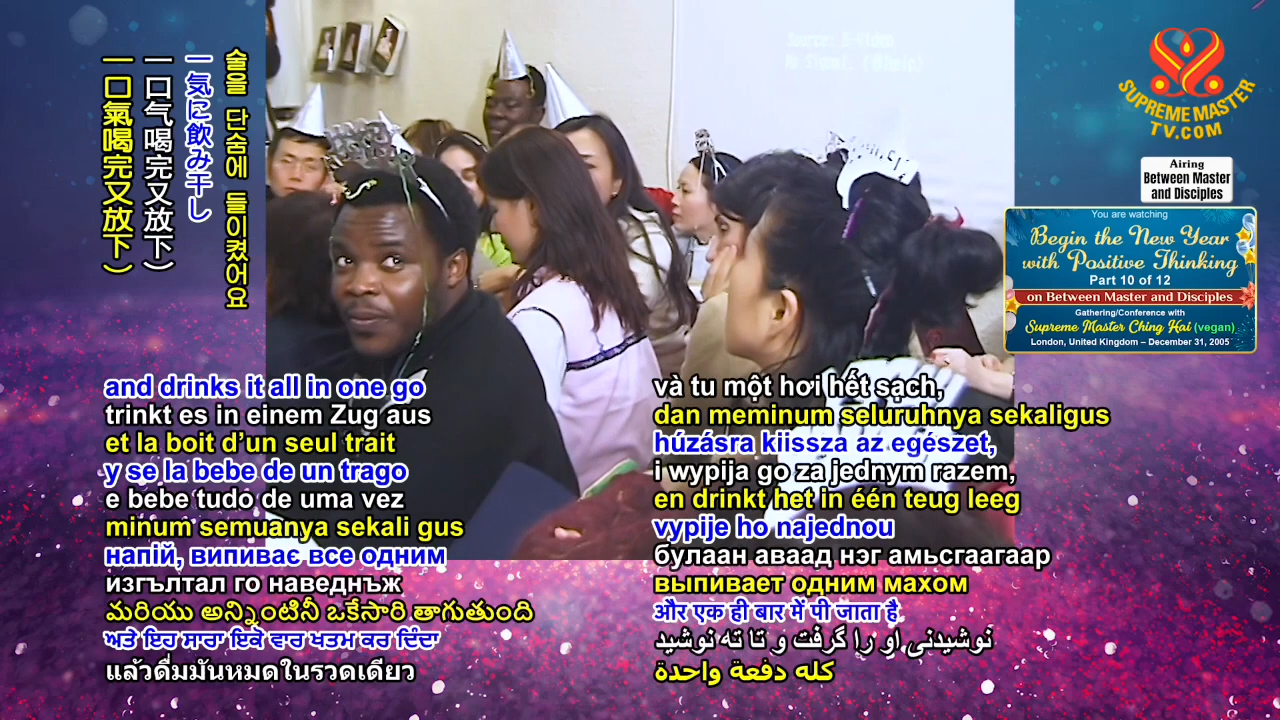 술을 단숨에 들이켰어요
一気に飲み干し
一口气喝完又放下）
一口氣喝完又放下）
SUPREME MASTER
TV.COM
Airing
Between Master
and Disciples
You are watching
Begin the New Year
with Positive Thinking
Part 10 of 12
on Between Master and Disciples
Gathering/Conference with
Supreme Master Ching Hai (vegan)
London, United Kingdom – December 31, 2005
and drinks it all in one go
trinkt es in einem Zug aus
et la boit d’un seul trait
y se la bebe de un trago
e bebe tudo de uma vez
minum semuanya sekali gus
напій, випиває все одним
изгълтал го наведнъж
మరియు అన్నింటినీ ఒకేసారి తాగుతుంది
ਅਤੇ ਇਹ ਸਾਰਾ ਇਕੋ ਵਾਰ ਖਤਮ ਕਰ ਦਿੰਦਾ
แล้วดื่มมันหมดในรวดเดียว
và tu một hơi hết sạch,
dan meminum seluruhnya sekaligus
húzásra kiissza az egészet,
i wypija go za jednym razem,
en drinkt het in één teug leeg
vypije ho najednou
булаан аваад нэг амьсгаагаар
выпивает одним махом
और एक ही बार में पी जाता है
نوشیدنی او را گرفت و تا ته نوشید
كله دفعة واحدة